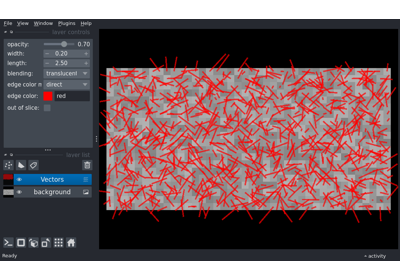 File View Window Plugins Help
layer controls
opacity: 0.70
width: 0.20
length: 2.50
blending: translucent
edge color m direct
edge color: red
out of slice:
layer list
Vectors
background
Ready
activity